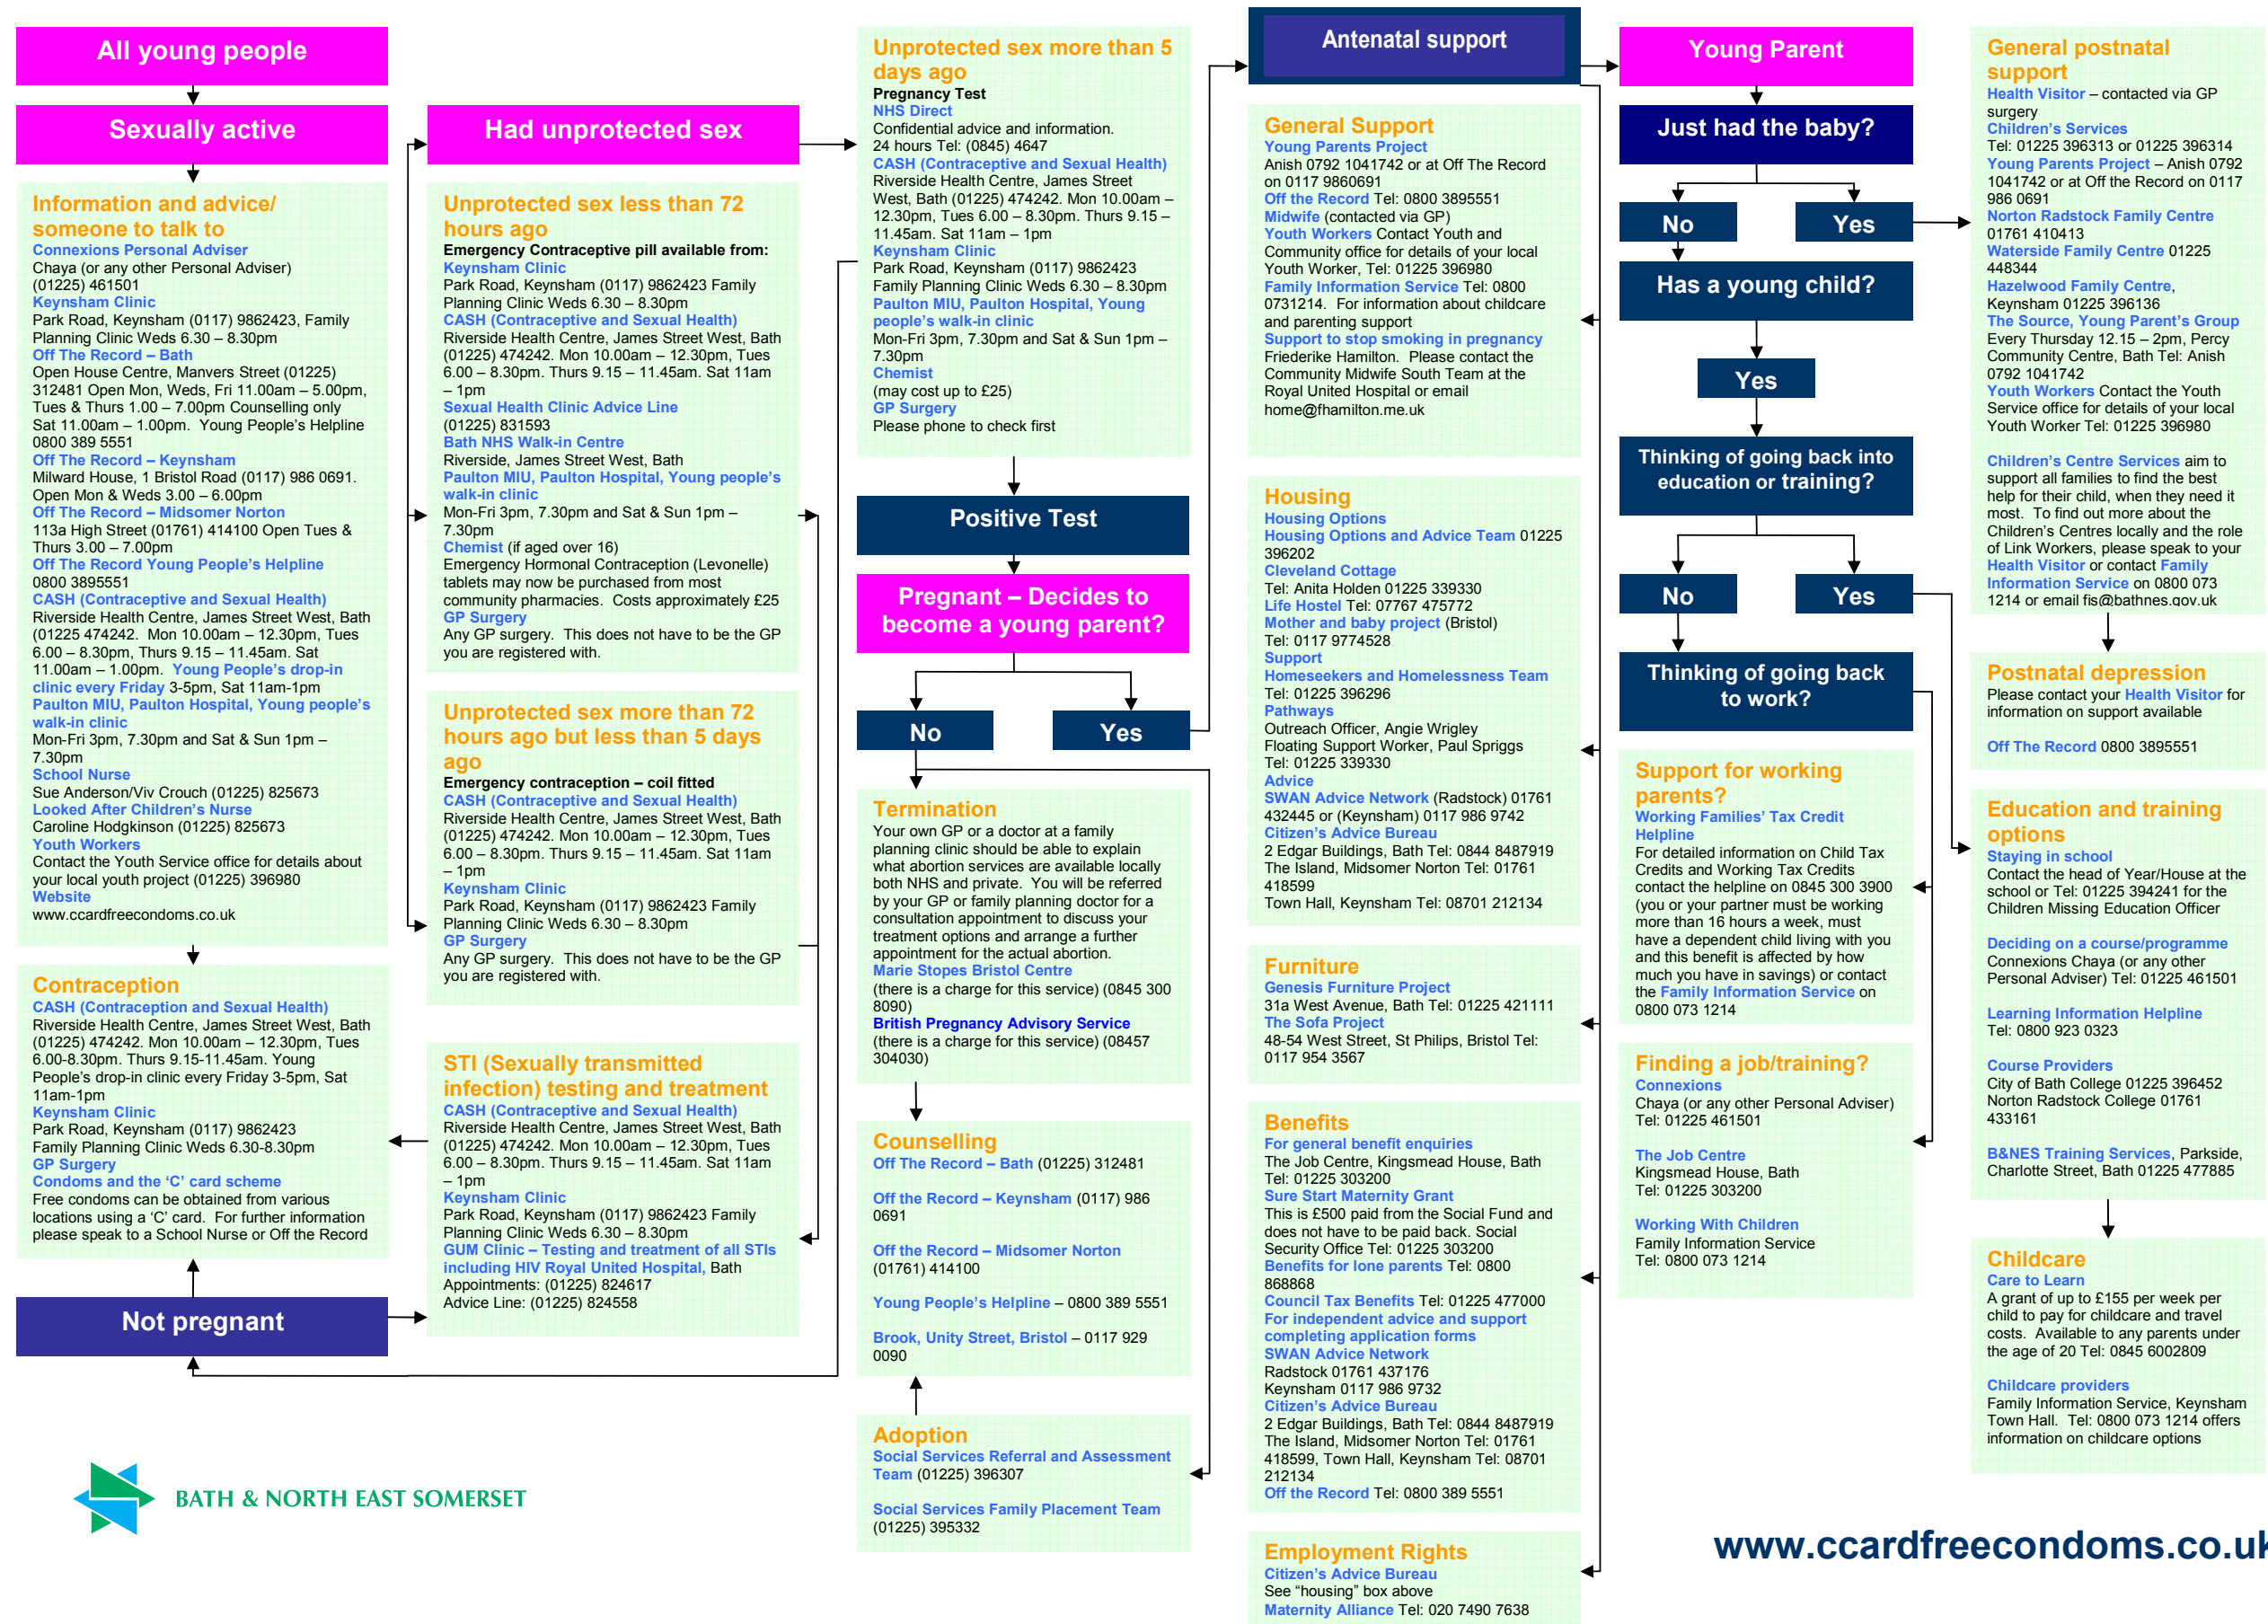 All young people
Sexually active
Information and advice/
someone to talk to
Connexions Personal Adviser
Chaya (or any other Personal Adviser)
(01225) 461501
Keynsham Clinic
Park Road, Keynsham (0117) 9862423, Family
Planning Clinic Weds 6.30 – 8.30pm
Off The Record – Bath
Open House Centre, Manvers Street (01225)
312481 Open Mon, Weds, Fri 11.00am – 5.00pm,
Tues & Thurs 1.00 – 7.00pm Counselling only
Sat 11.00am – 1.00pm. Young People's Helpline
0800 389 5551
Off The Record – Keynsham
Milward House, 1 Bristol Road (0117) 986 0691.
Open Mon & Weds 3.00 – 6.00pm
Off The Record – Midsomer Norton
113a High Street (01761) 414100 Open Tues &
Thurs 3.00 – 7.00pm
Off The Record Young People's Helpline
0800 3895551
CASH (Contraceptive and Sexual Health)
Riverside Health Centre, James Street West, Bath
(01225 474242. Mon 10.00am – 12.30pm, Tues
6.00 – 8.30pm, Thurs 9.15 – 11.45am. Sat
11.00am – 1.00pm. Young People's drop-in
clinic every Friday 3-5pm, Sat 11am-1pm
Paulton MIU, Paulton Hospital, Young people's
walk-in clinic
Mon-Fri 3pm, 7.30pm and Sat & Sun 1pm –
7.30pm
School Nurse
Sue Anderson/Viv Crouch (01225) 825673
Looked After Children's Nurse
Caroline Hodgkinson (01225) 825673
Youth Workers
Contact the Youth Service office for details about
your local youth project (01225) 396980
Website
www.ccardfreecondoms.co.uk
Contraception
CASH (Contraception and Sexual Health)
Riverside Health Centre, James Street West, Bath
(01225) 474242. Mon 10.00am – 12.30pm, Tues
6.00-8.30pm. Thurs 9.15-11.45am. Young
People's drop-in clinic every Friday 3-5pm, Sat
11am-1pm
Keynsham Clinic
Park Road, Keynsham (0117) 9862423
Family Planning Clinic Weds 6.30-8.30pm
GP Surgery
Condoms and the 'C' card scheme
Free condoms can be obtained from various
locations using a 'C' card. For further information
please speak to a School Nurse or Off the Record
Not pregnant
BATH & NORTH EAST SOMERSET
Had unprotected sex
Unprotected sex less than 72
hours ago
Emergency Contraceptive pill available from:
Keynsham Clinic
Park Road, Keynsham (0117) 9862423 Family
Planning Clinic Weds 6.30 – 8.30pm
CASH (Contraceptive and Sexual Health)
Riverside Health Centre, James Street West, Bath
(01225) 474242. Mon 10.00am – 12.30pm, Tues
6.00 – 8.30pm. Thurs 9.15 – 11.45am. Sat 11am
– 1pm
Sexual Health Clinic Advice Line
(01225) 831593
Bath NHS Walk-in Centre
Riverside, James Street West, Bath
Paulton MIU, Paulton Hospital, Young people's
walk-in clinic
Mon-Fri 3pm, 7.30pm and Sat & Sun 1pm –
7.30pm
Chemist (if aged over 16)
Emergency Hormonal Contraception (Levonelle)
tablets may now be purchased from most
community pharmacies. Costs approximately £25
GP Surgery
Any GP surgery. This does not have to be the GP
you are registered with.
Unprotected sex more than 72
hours ago but less than 5 days
ago
Emergency contraception – coil fitted
CASH (Contraceptive and Sexual Health)
Riverside Health Centre, James Street West, Bath
(01225) 474242. Mon 10.00am – 12.30pm, Tues
6.00 – 8.30pm. Thurs 9.15 – 11.45am. Sat 11am
– 1pm
Keynsham Clinic
Park Road, Keynsham (0117) 9862423 Family
Planning Clinic Weds 6.30 – 8.30pm
GP Surgery
Any GP surgery. This does not have to be the GP
you are registered with.
STI (Sexually transmitted
infection) testing and treatment
CASH (Contraceptive and Sexual Health)
Riverside Health Centre, James Street West, Bath
(01225) 474242. Mon 10.00am – 12.30pm, Tues
6.00 – 8.30pm. Thurs 9.15 – 11.45am. Sat 11am
– 1pm
Keynsham Clinic
Park Road, Keynsham (0117) 9862423 Family
Planning Clinic Weds 6.30 – 8.30pm
GUM Clinic – Testing and treatment of all STIs
including HIV Royal United Hospital, Bath
Appointments: (01225) 824617
Advice Line: (01225) 824558
Unprotected sex more than 5
days ago
Pregnancy Test
NHS Direct
Confidential advice and information.
24 hours Tel: (0845) 4647
CASH (Contraceptive and Sexual Health)
Riverside Health Centre, James Street
West, Bath (01225) 474242. Mon 10.00am –
12.30pm, Tues 6.00 – 8.30pm. Thurs 9.15 –
11.45am. Sat 11am – 1pm
Keynsham Clinic
Park Road, Keynsham (0117) 9862423
Family Planning Clinic Weds 6.30 – 8.30pm
Paulton MIU, Paulton Hospital, Young
people's walk-in clinic
Mon-Fri 3pm, 7.30pm and Sat & Sun 1pm –
7.30pm
Chemist
(may cost up to £25)
GP Surgery
Please phone to check first
Positive Test
Pregnant – Decides to
become a young parent?
No
Yes
Termination
Your own GP or a doctor at a family
planning clinic should be able to explain
what abortion services are available locally
both NHS and private. You will be referred
by your GP or family planning doctor for a
consultation appointment to discuss your
treatment options and arrange a further
appointment for the actual abortion.
Marie Stopes Bristol Centre
(there is a charge for this service) (0845 300
8090)
British Pregnancy Advisory Service
(there is a charge for this service) (08457
304030)
Counselling
Off The Record – Bath (01225) 312481
Off the Record – Keynsham (0117) 986
0691
Off the Record – Midsomer Norton
(01761) 414100
Young People's Helpline – 0800 389 5551
Brook, Unity Street, Bristol – 0117 929
0090
Adoption
Social Services Referral and Assessment
Team (01225) 396307
Social Services Family Placement Team
(01225) 395332
Antenatal support
General Support
Young Parents Project
Anish 0792 1041742 or at Off The Record
on 0117 9860691
Off the Record Tel: 0800 3895551
Midwife (contacted via GP)
Youth Workers Contact Youth and
Community office for details of your local
Youth Worker, Tel: 01225 396980
Family Information Service Tel: 0800
0731214. For information about childcare
and parenting support
Support to stop smoking in pregnancy
Friederike Hamilton. Please contact the
Community Midwife South Team at the
Royal United Hospital or email
home@fhamilton.me.uk
Housing
Housing Options
Housing Options and Advice Team 01225
396202
Cleveland Cottage
Tel: Anita Holden 01225 339330
Life Hostel Tel: 07767 475772
Mother and baby project (Bristol)
Tel: 0117 9774528
Support
Homeseekers and Homelessness Team
Tel: 01225 396296
Pathways
Outreach Officer, Angie Wrigley
Floating Support Worker, Paul Spriggs
Tel: 01225 339330
Advice
SWAN Advice Network (Radstock) 01761
432445 or (Keynsham) 0117 986 9742
Citizen's Advice Bureau
2 Edgar Buildings, Bath Tel: 0844 8487919
The Island, Midsomer Norton Tel: 01761
418599
Town Hall, Keynsham Tel: 08701 212134
Furniture
Genesis Furniture Project
31a West Avenue, Bath Tel: 01225 421111
The Sofa Project
48-54 West Street, St Philips, Bristol Tel:
0117 954 3567
Benefits
For general benefit enquiries
The Job Centre, Kingsmead House, Bath
Tel: 01225 303200
Sure Start Maternity Grant
This is £500 paid from the Social Fund and
does not have to be paid back. Social
Security Office Tel: 01225 303200
Benefits for lone parents Tel: 0800
868868
Council Tax Benefits Tel: 01225 477000
For independent advice and support
completing application forms
SWAN Advice Network
Radstock 01761 437176
Keynsham 0117 986 9732
Citizen's Advice Bureau
2 Edgar Buildings, Bath Tel: 0844 8487919
The Island, Midsomer Norton Tel: 01761
418599, Town Hall, Keynsham Tel: 08701
212134
Off the Record Tel: 0800 389 5551
Employment Rights
Citizen's Advice Bureau
See "housing" box above
Maternity Alliance Tel: 020 7490 7638
Young Parent
Just had the baby?
No
Yes
Has a young child?
Yes
Thinking of going back into
education or training?
No
Yes
Thinking of going back
to work?
Support for working
parents?
Working Families' Tax Credit
Helpline
For detailed information on Child Tax
Credits and Working Tax Credits
contact the helpline on 0845 300 3900
(you or your partner must be working
more than 16 hours a week, must
have a dependent child living with you
and this benefit is affected by how
much you have in savings) or contact
the Family Information Service on
0800 073 1214
Finding a job/training?
Connexions
Chaya (or any other Personal Adviser)
Tel: 01225 461501
The Job Centre
Kingsmead House, Bath
Tel: 01225 303200
Working With Children
Family Information Service
Tel: 0800 073 1214
General postnatal
support
Health Visitor – contacted via GP
surgery
Children's Services
Tel: 01225 396313 or 01225 396314
Young Parents Project – Anish 0792
1041742 or at Off the Record on 0117
986 0691
Norton Radstock Family Centre
01761 410413
Waterside Family Centre 01225
448344
Hazelwood Family Centre,
Keynsham 01225 396136
The Source, Young Parent's Group
Every Thursday 12.15 – 2pm, Percy
Community Centre, Bath Tel: Anish
0792 1041742
Youth Workers Contact the Youth
Service office for details of your local
Youth Worker Tel: 01225 396980
Children's Centre Services aim to
support all families to find the best
help for their child, when they need it
most. To find out more about the
Children's Centres locally and the role
of Link Workers, please speak to your
Health Visitor or contact Family
Information Service on 0800 073
1214 or email fis@bathnes.gov.uk
Postnatal depression
Please contact your Health Visitor for
information on support available
Off The Record 0800 3895551
Education and training
options
Staying in school
Contact the head of Year/House at the
school or Tel: 01225 394241 for the
Children Missing Education Officer
Deciding on a course/programme
Connexions Chaya (or any other
Personal Adviser) Tel: 01225 461501
Learning Information Helpline
Tel: 0800 923 0323
Course Providers
City of Bath College 01225 396452
Norton Radstock College 01761
433161
B&NES Training Services, Parkside,
Charlotte Street, Bath 01225 477885
Childcare
Care to Learn
A grant of up to £155 per week per
child to pay for childcare and travel
costs. Available to any parents under
the age of 20 Tel: 0845 6002809
Childcare providers
Family Information Service, Keynsham
Town Hall. Tel: 0800 073 1214 offers
information on childcare options
www.ccardfreecondoms.co.uk